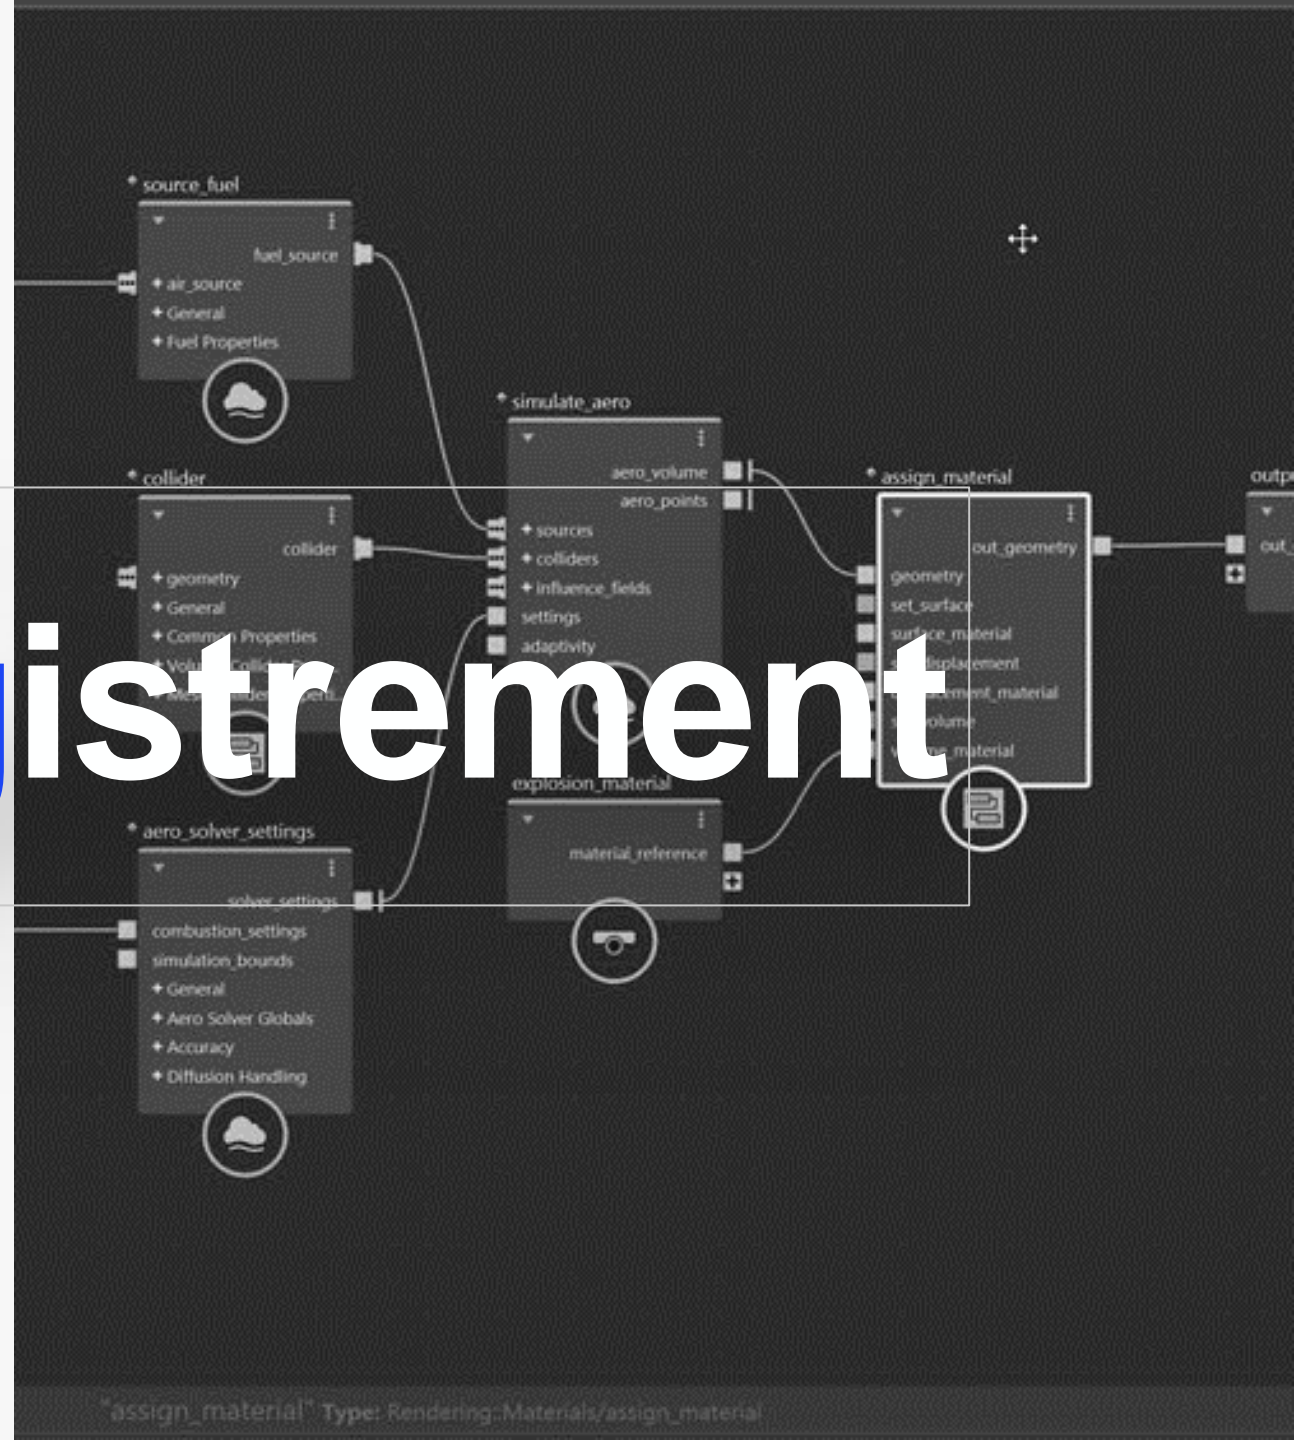 source_fuel
fuel_source
air_source
General
Fuel Properties
simulate_aero
aero_volume
aero_points
sources
colliders
influence_fields
settings
adaptivity
collider
collider
geometry
General
Common Properties
assign_material
out_geometry
geometry
set_surface
surface_material
istrement
explosion_material
material_reference
aero_solver_settings
solver_settings
combustion_settings
simulation_bounds
General
Aero Solver Globals
Accuracy
Diffusion Handling
"assign_material" Type: Rendering::Materials/assign_material